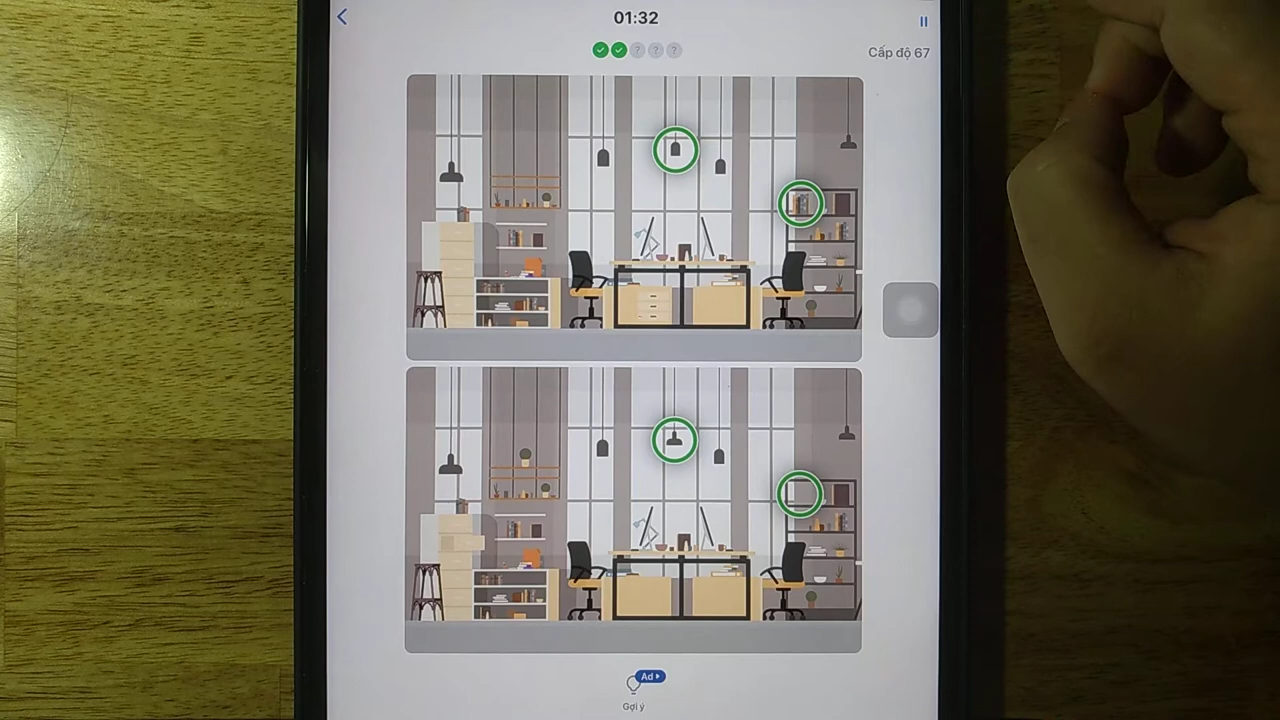 01:32
? ? ?
Cấp độ 67
Ad
Gợi ý